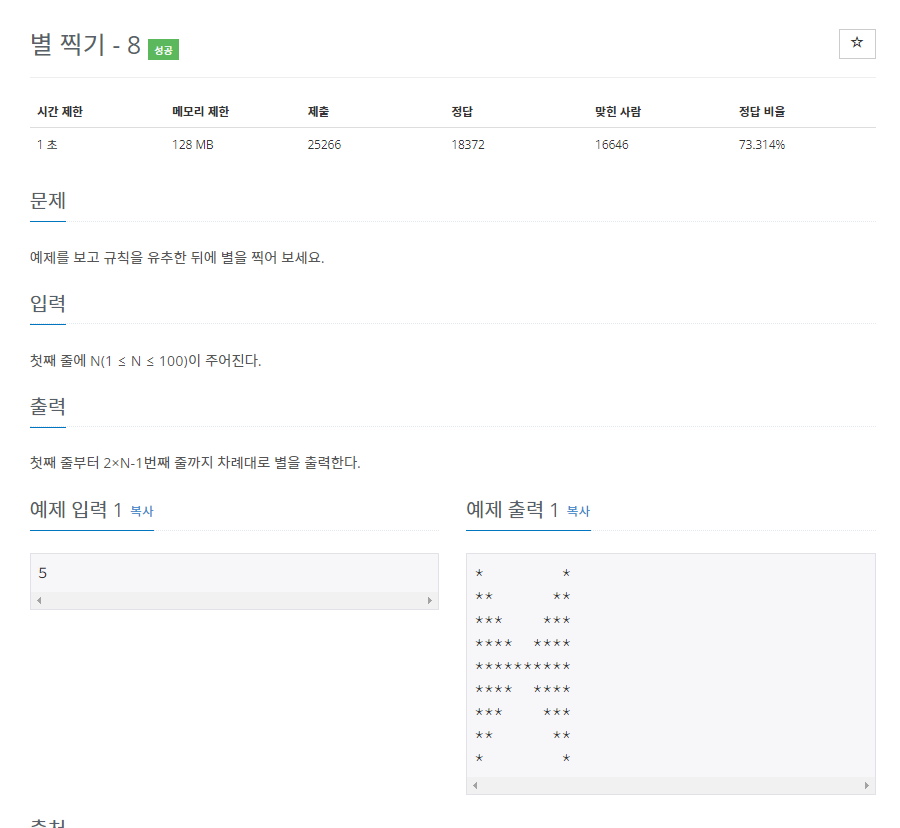 별 찍기 - 8 성공
☆
시간 제한 메모리 제한 제출 정답 맞힌 사람 정답 비율
1 초 128 MB 25266 18372 16646 73.314%
문제
예제를 보고 규칙을 유추한 뒤에 별을 찍어 보세요.
입력
첫째 줄에 N(1 ≤ N ≤ 100)이 주어진다.
출력
첫째 줄부터 2×N-1번째 줄까지 차례대로 별을 출력한다.
예제 입력 1 복사
5
예제 출력 1 복사
*        *
**      **
***    ***
****  ****
**********
****  ****
***    ***
**      **
*        *